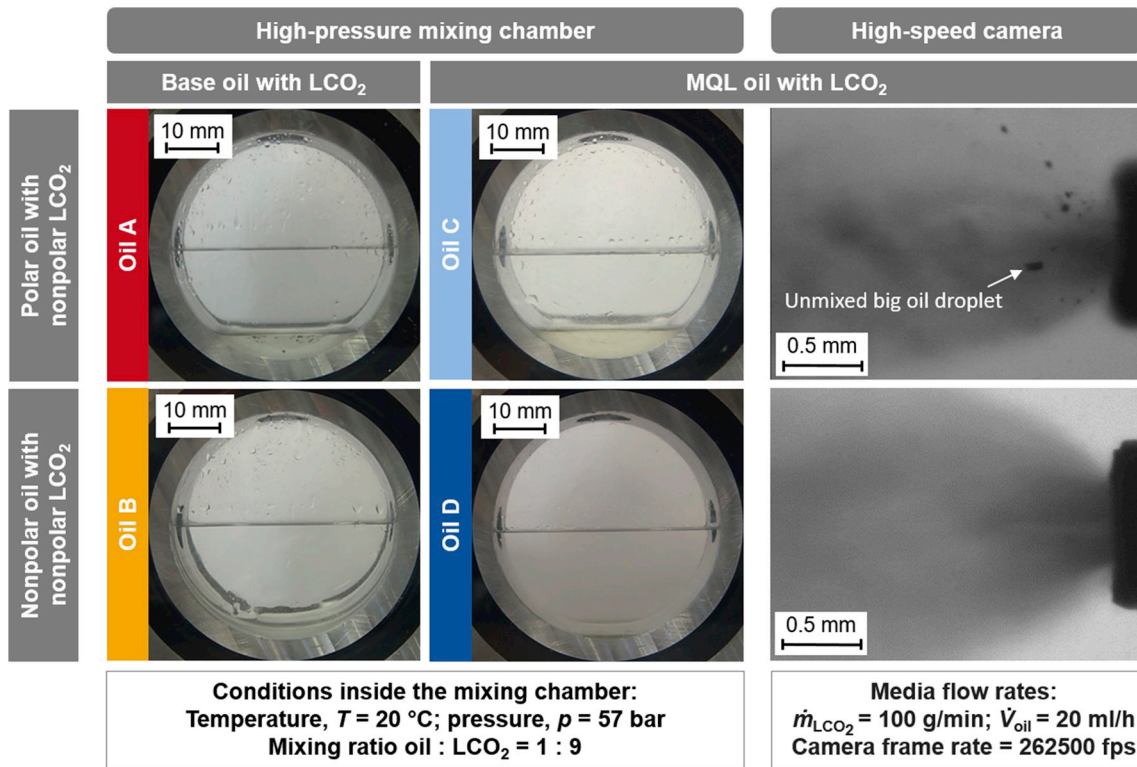 High-pressure mixing chamber
High-speed camera
Base oil with LCO₂
MQL oil with LCO₂
Polar oil with
nonpolar LCO₂
Oil A
10 mm
Oil C
10 mm
Unmixed big oil droplet
0.5 mm
Nonpolar oil with
nonpolar LCO₂
Oil B
10 mm
Oil D
10 mm
0.5 mm
Conditions inside the mixing chamber:
Temperature, T = 20 °C; pressure, p = 57 bar
Mixing ratio oil : LCO₂ = 1 : 9
Media flow rates:
ṁLCO₂ = 100 g/min; V̇oil = 20 ml/h
Camera frame rate = 262500 fps